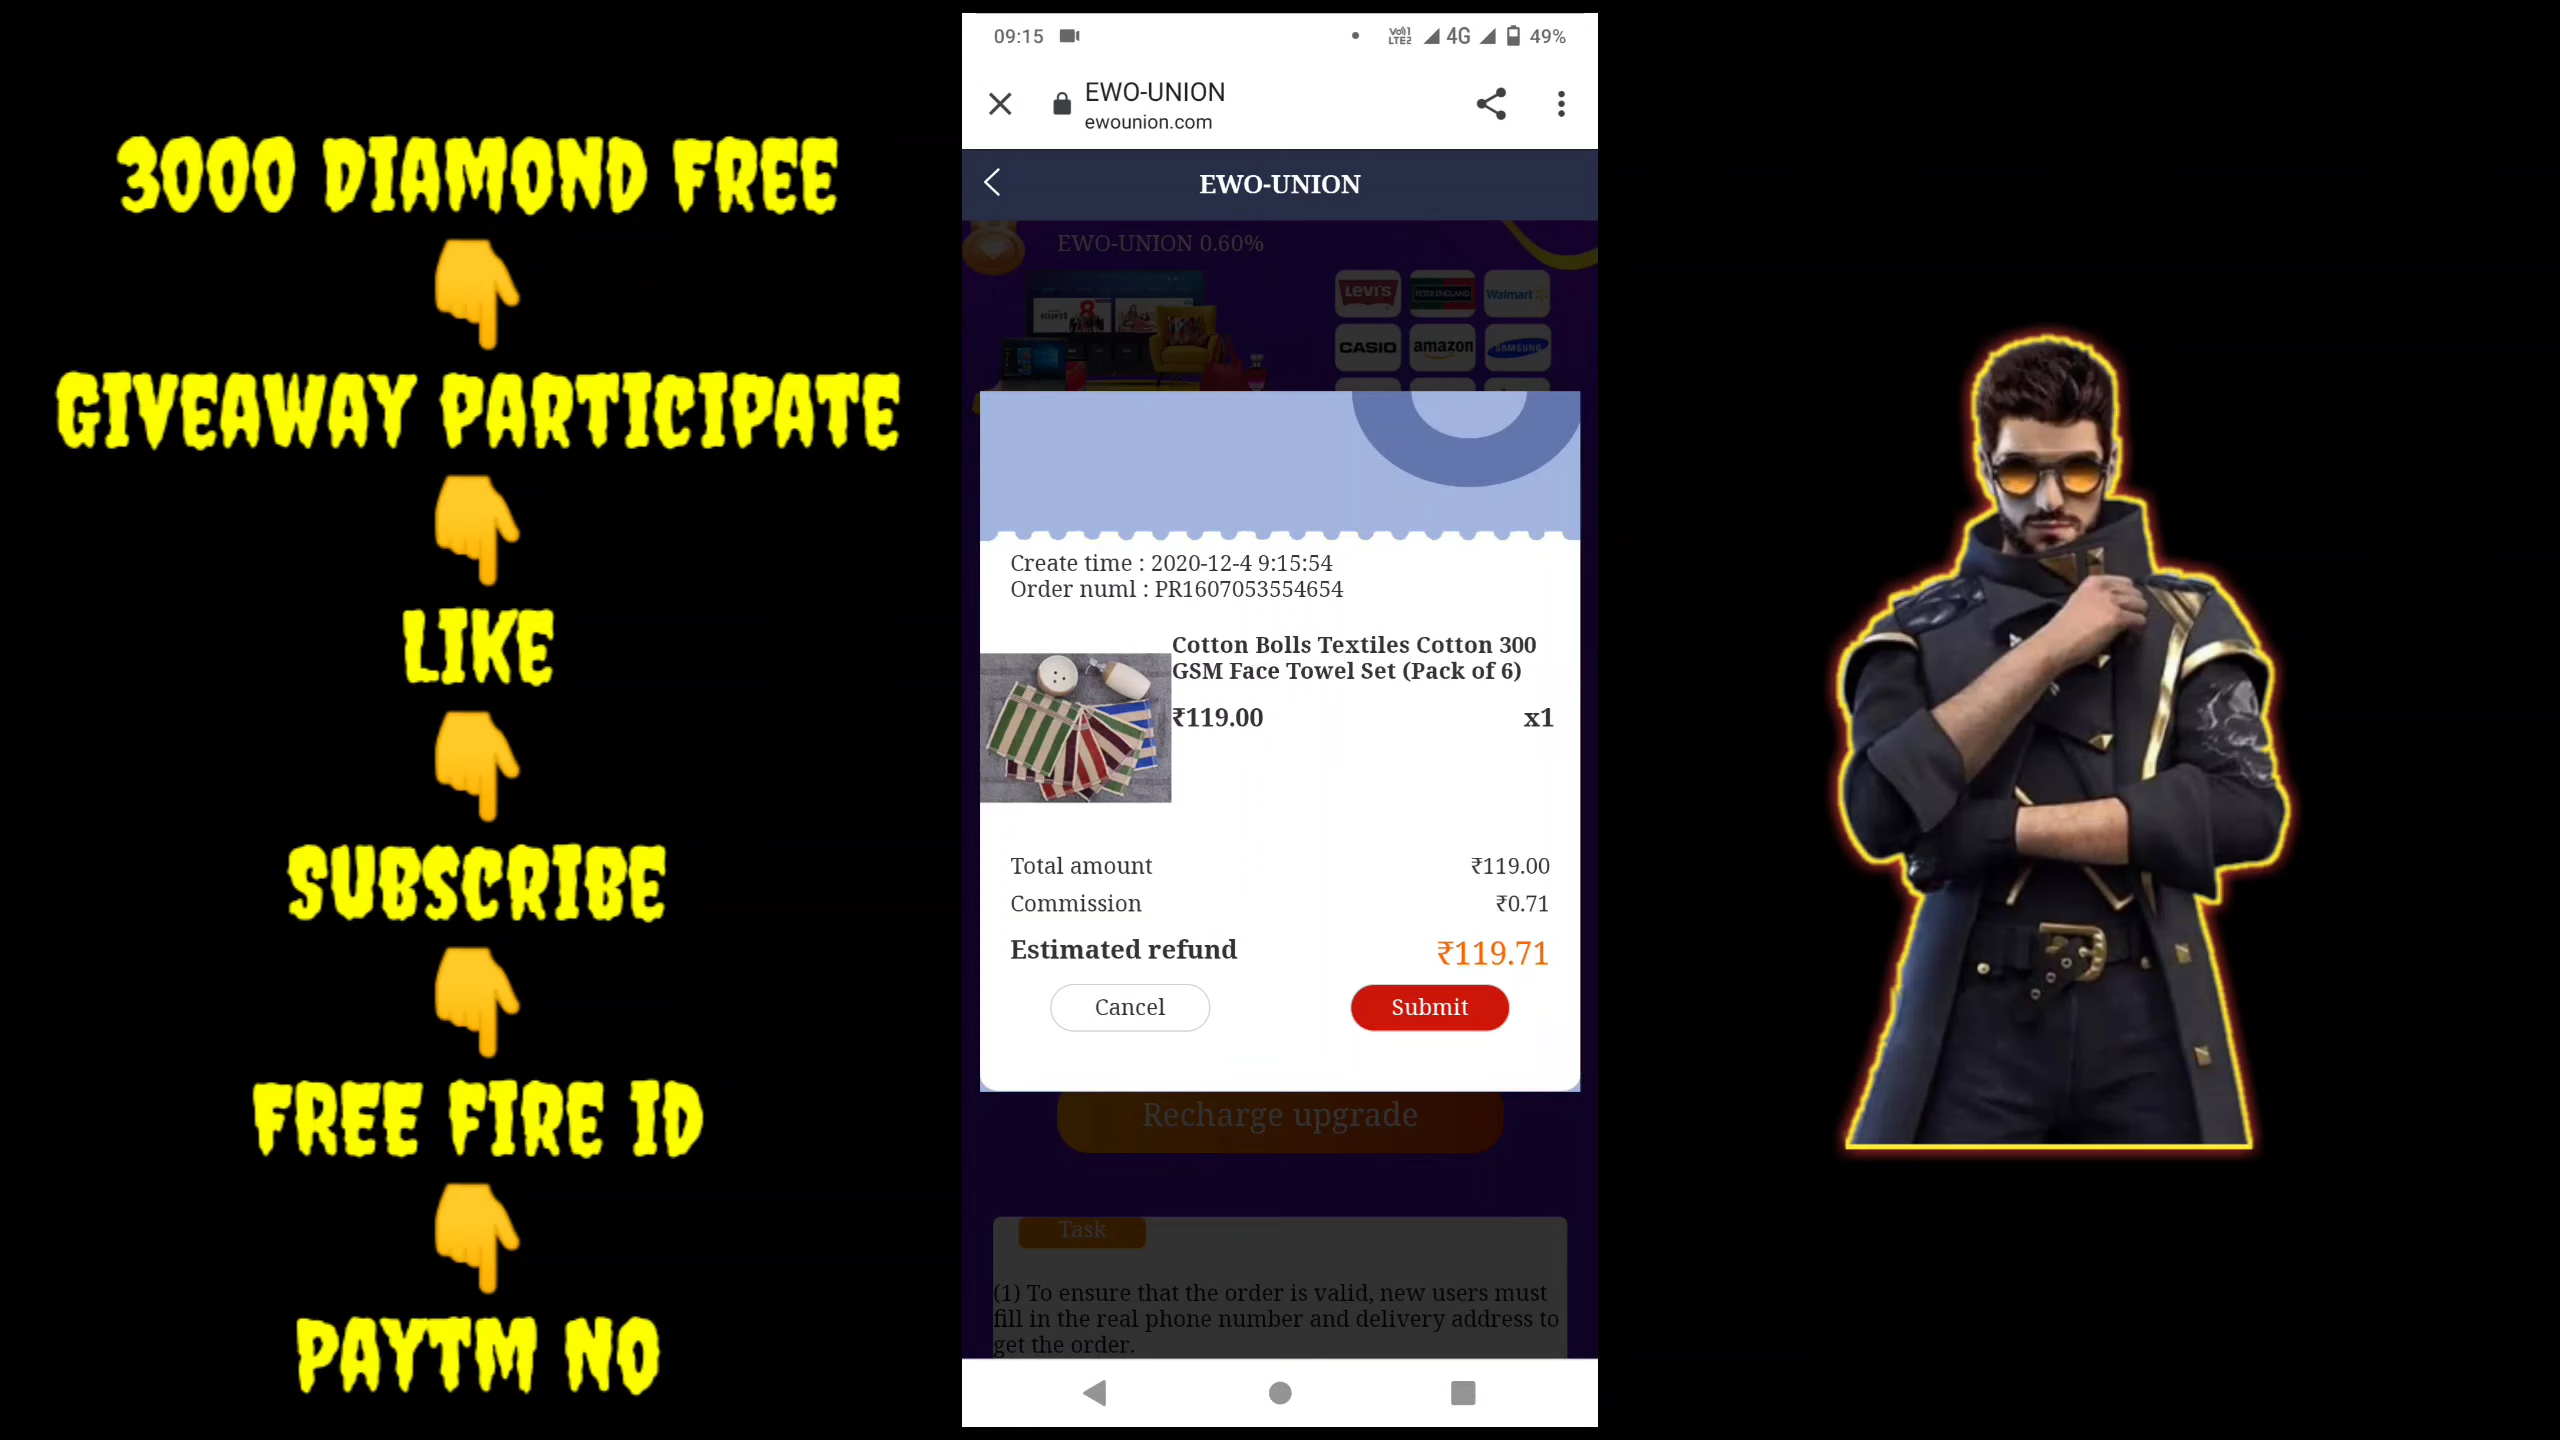 3000 DIAMOND FREE
GIVEAWAY PARTICIPATE
LIKE
SUBSCRIBE
FREE FIRE ID
PAYTM NO
09:15
4G
49%
EWO-UNION
ewounion.com
EWO-UNION
EWO-UNION 0.60%
LEVI'S PETER ENGLAND Walmart
CASIO amazon SAMSUNG
Create time : 2020-12-4 9:15:54
Order numl : PR1607053554654
Cotton Bolls Textiles Cotton 300
GSM Face Towel Set (Pack of 6)
₹119.00 x1
Total amount ₹119.00
Commission ₹0.71
Estimated refund ₹119.71
Cancel Submit
Recharge upgrade
Task
(1) To ensure that the order is valid, new users must
fill in the real phone number and delivery address to
get the order.